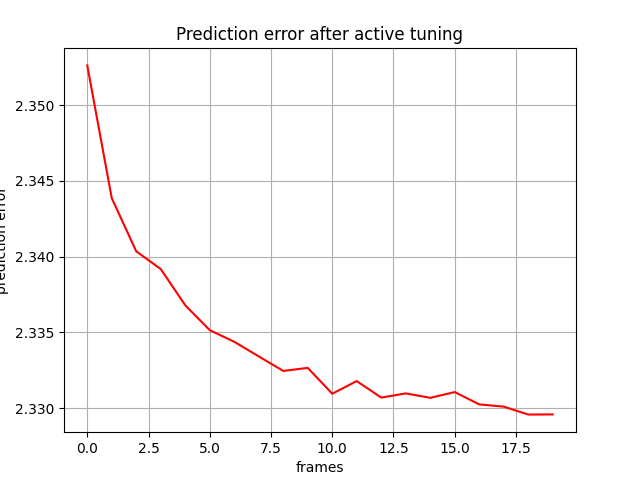 Prediction error after active tuning
2.350
2.345
2.340
2.335
2.330
prediction error
0.0 2.5 5.0 7.5 10.0 12.5 15.0 17.5
frames